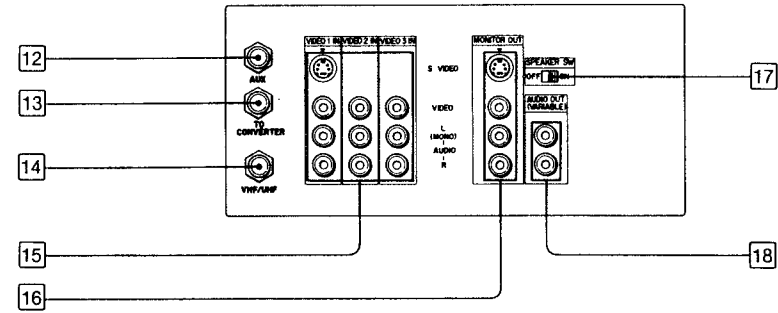 12
13
14
15
16
17
18
AUX
TO
CONVERTER
VHF/UHF
VIDEO 1 IN VIDEO 2 IN VIDEO 3 IN
S VIDEO
VIDEO
L
(MONO)
AUDIO
R
MONITOR OUT
SPEAKER SW
OFF ON
AUDIO OUT
(VARIABLE)